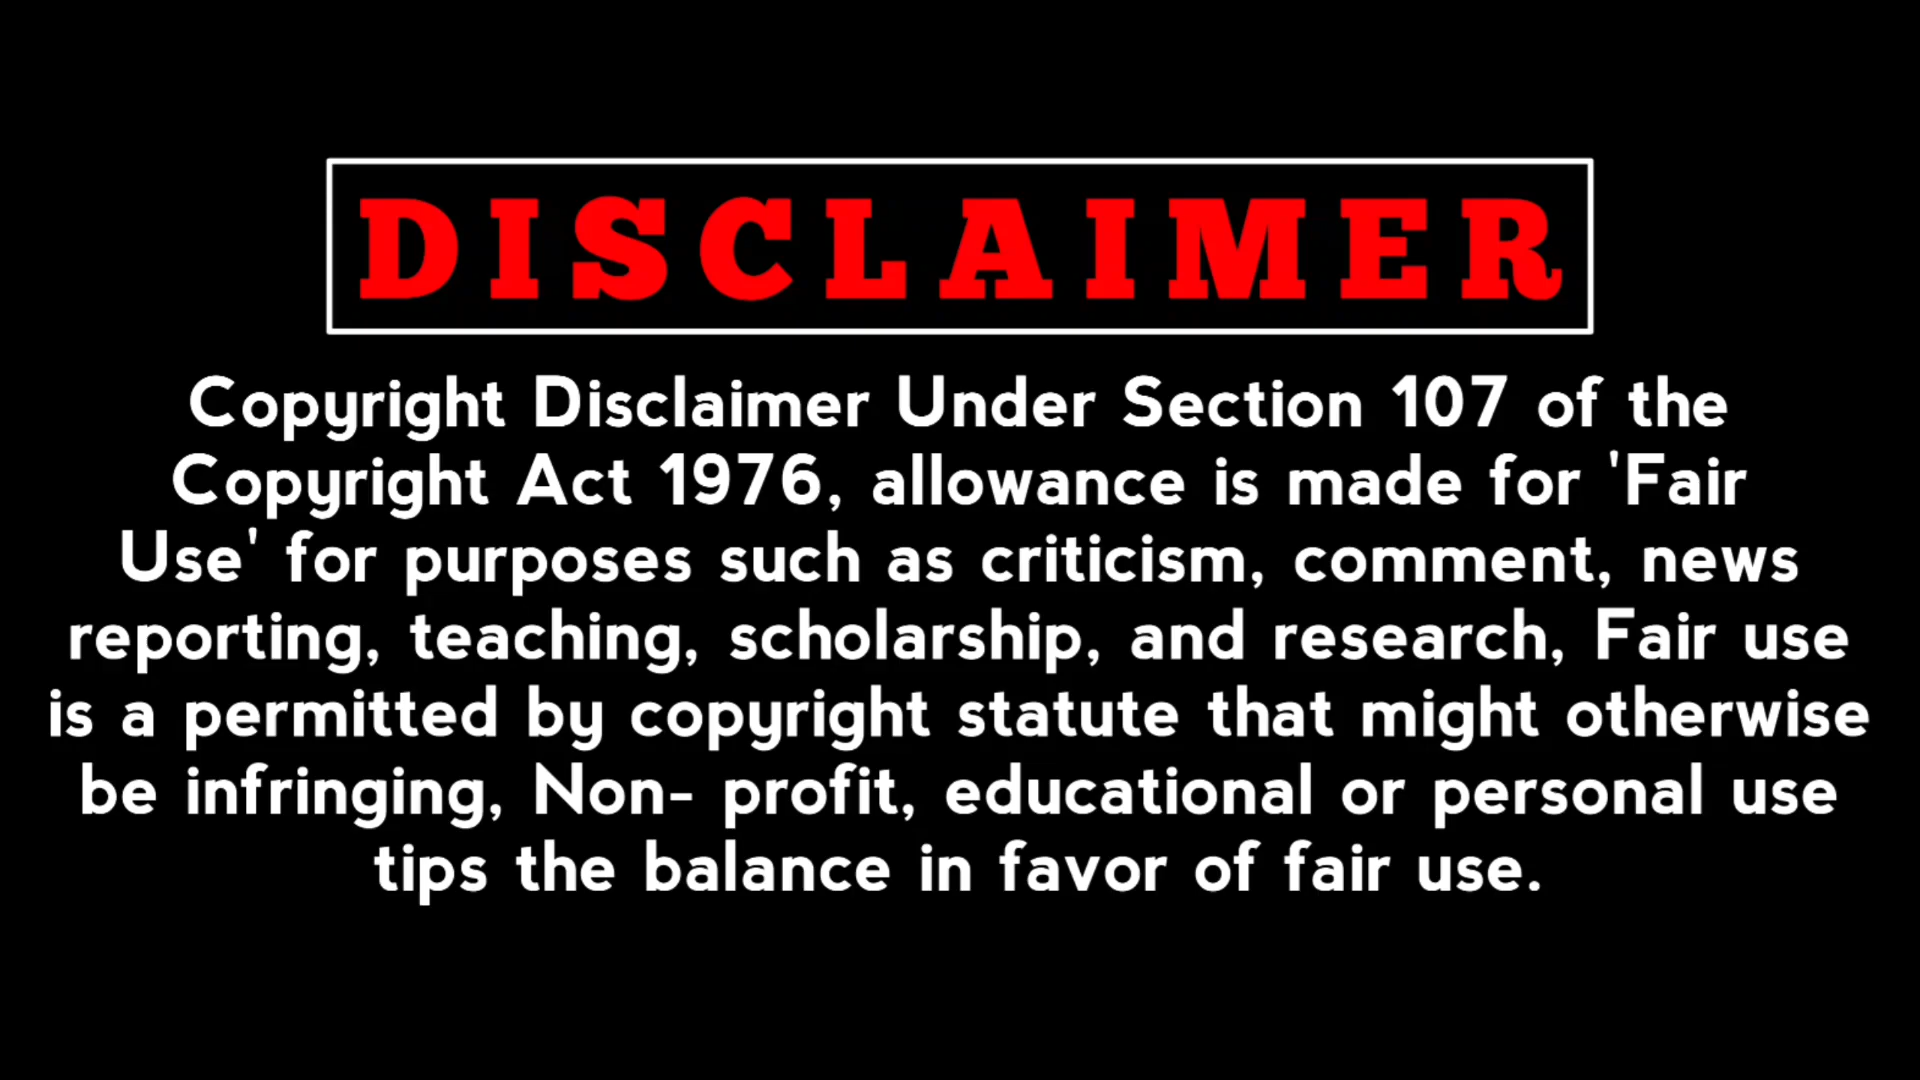 DISCLAIMER
Copyright Disclaimer Under Section 107 of the
Copyright Act 1976, allowance is made for 'Fair
Use' for purposes such as criticism, comment, news
reporting, teaching, scholarship, and research, Fair use
is a permitted by copyright statute that might otherwise
be infringing, Non- profit, educational or personal use
tips the balance in favor of fair use.